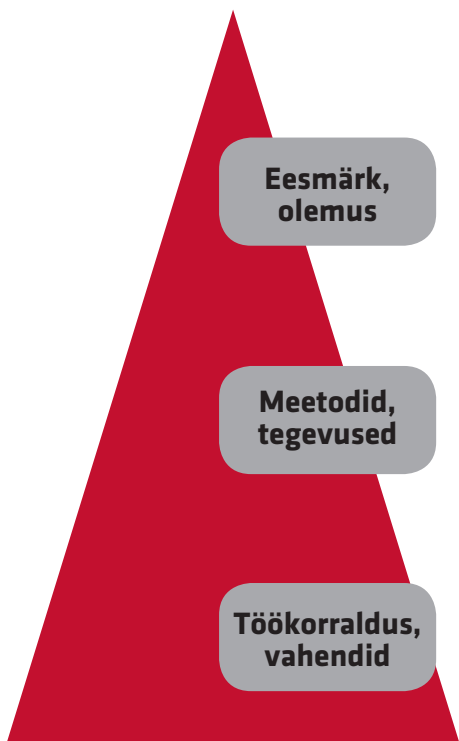 Eesmärk,
olemus
Meetodid,
tegevused
Töökorraldus,
vahendid